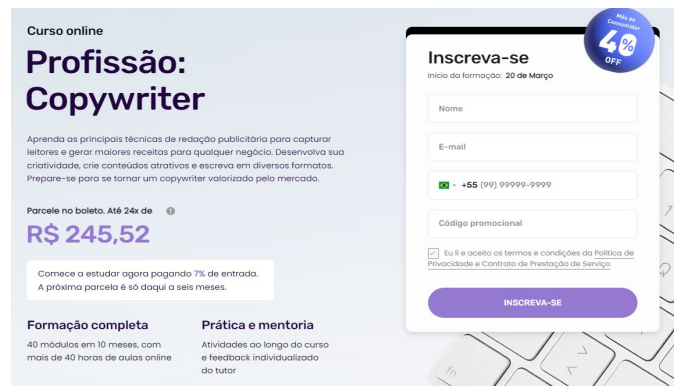 Curso online
Profissão:
Copywriter
Aprenda as principais técnicas de redação publicitária para capturar
leitores e gerar maiores receitas para qualquer negócio. Desenvolva sua
criatividade, crie conteúdos atrativos e escreva em diversos formatos.
Prepare-se para se tornar um copywriter valorizado pelo mercado.
Parcele no boleto. Até 24x de
R$ 245,52
Comece a estudar agora pagando 7% de entrada.
A próxima parcela é só daqui a seis meses.
Formação completa
40 módulos em 10 meses, com
mais de 40 horas de aulas online
Prática e mentoria
Atividades ao longo do curso
e feedback individualizado
do tutor
Mês do
Consumidor
40%
OFF
Inscreva-se
Início da formação: 20 de Março
Nome
E-mail
+55 (99) 99999-9999
Código promocional
Eu li e aceito os termos e condições da Política de
Privacidade e Contrato de Prestação de Serviço
INSCREVA-SE
7
Q
fn